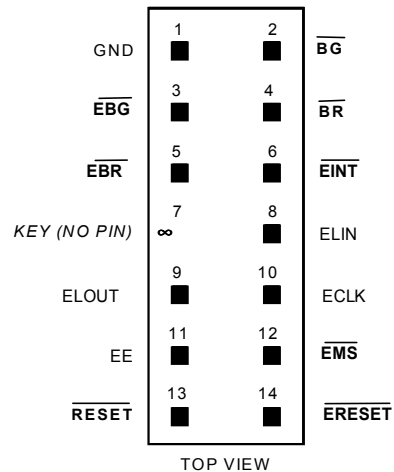 1 2
GND BG
3 4
EBG BR
5 6
EBR EINT
7 8
KEY (NO PIN) ∞ ELIN
9 10
ELOUT ECLK
11 12
EE EMS
13 14
RESET ERESET
TOP VIEW